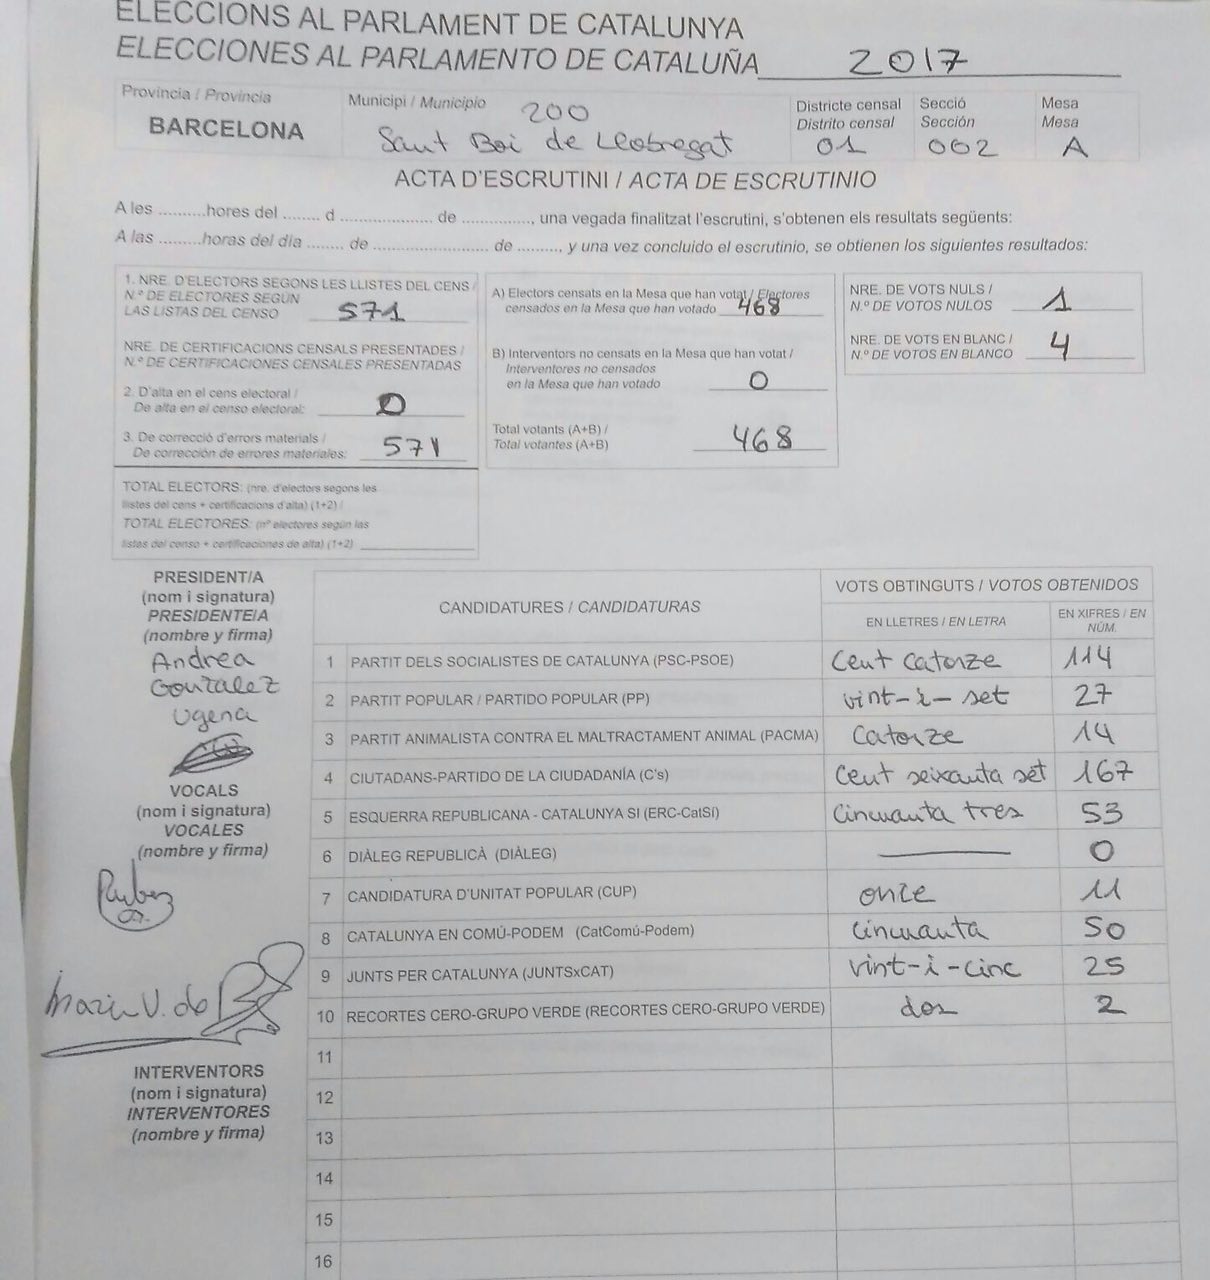 ELECCIONS AL PARLAMENT DE CATALUNYA
ELECCIONES AL PARLAMENTO DE CATALUÑA 2017
Provincia / Provincia
BARCELONA
Municipi / Municipio 200
Sant Boi de Llobregat
Districte censal
Distrito censal
01
Secció
Sección
002
Mesa
Mesa
A
ACTA D'ESCRUTINI / ACTA DE ESCRUTINIO
A les ..........hores del ........ d .................... de ..............., una vegada finalitzat l'escrutini, s'obtenen els resultats següents:
A las .........horas del día ....... de ......................... de .........., y una vez concluido el escrutinio, se obtienen los siguientes resultados:
1. NRE. D'ELECTORS SEGONS LES LLISTES DEL CENS /
N.º DE ELECTORES SEGÚN
LAS LISTAS DEL CENSO 571
NRE. DE CERTIFICACIONS CENSALS PRESENTADES /
N.º DE CERTIFICACIONES CENSALES PRESENTADAS
2. D'alta en el cens electoral /
De alta en el censo electoral: 0
3. De correcció d'errors materials /
De corrección de errores materiales: 571
TOTAL ELECTORS: (nre. d'electors segons les
llistes del cens + certificacions d'alta) (1+2) /
TOTAL ELECTORES: (nº electores según las
listas del censo + certificaciones de alta) (1+2)
A) Electors censats en la Mesa que han votat / Electores
censados en la Mesa que han votado 468
B) Interventors no censats en la Mesa que han votat /
Interventores no censados
en la Mesa que han votado 0
Total votants (A+B) /
Total votantes (A+B) 468
NRE. DE VOTS NULS /
N.º DE VOTOS NULOS 1
NRE. DE VOTS EN BLANC /
N.º DE VOTOS EN BLANCO 4
PRESIDENT/A
(nom i signatura)
PRESIDENTE/A
(nombre y firma)
Andrea
Gonzalez
Ugena
VOCALS
(nom i signatura)
VOCALES
(nombre y firma)
INTERVENTORS
(nom i signatura)
INTERVENTORES
(nombre y firma)
CANDIDATURES / CANDIDATURAS
VOTS OBTINGUTS / VOTOS OBTENIDOS
EN LLETRES / EN LETRA
EN XIFRES / EN
NÚM.
1 PARTIT DELS SOCIALISTES DE CATALUNYA (PSC-PSOE) Cent catorze 114
2 PARTIT POPULAR / PARTIDO POPULAR (PP) vint-i-set 27
3 PARTIT ANIMALISTA CONTRA EL MALTRACTAMENT ANIMAL (PACMA) Catorze 14
4 CIUTADANS-PARTIDO DE LA CIUDADANÍA (C's) Cent seixanta set 167
5 ESQUERRA REPUBLICANA - CATALUNYA SI (ERC-CatSí) Cinquanta tres 53
6 DIÀLEG REPUBLICÀ (DIÀLEG) 0
7 CANDIDATURA D'UNITAT POPULAR (CUP) onze 11
8 CATALUNYA EN COMÚ-PODEM (CatComú-Podem) cinquanta 50
9 JUNTS PER CATALUNYA (JUNTSxCAT) vint-i-cinc 25
10 RECORTES CERO-GRUPO VERDE (RECORTES CERO-GRUPO VERDE) dos 2
11
12
13
14
15
16